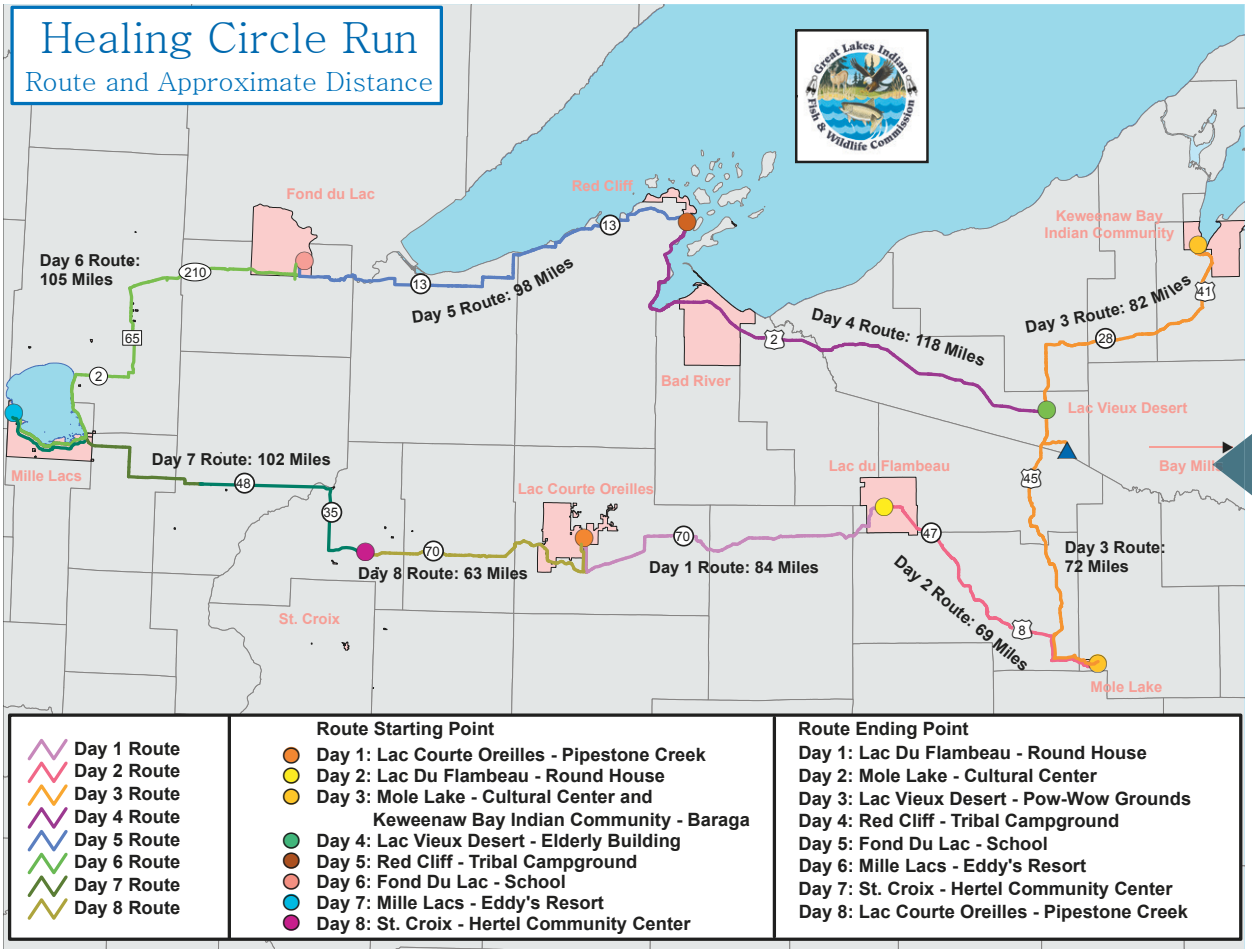 Healing Circle Run
Route and Approximate Distance
Great Lakes Indian
Fish & Wildlife Commission
Fond du Lac
Red Cliff
13
Keweenaw Bay
Indian Community
Day 6 Route:
105 Miles
210
13
Day 5 Route: 98 Miles
41
Day 3 Route: 82 Miles
28
65
2
Day 4 Route: 118 Miles
2
Bad River
Lac Vieux Desert
Mille Lacs
Day 7 Route: 102 Miles
48
35
Lac du Flambeau
Bay Mill
45
Lac Courte Oreilles
70
Day 8 Route: 63 Miles
70
Day 1 Route: 84 Miles
47
Day 2 Route: 69 Miles
8
Day 3 Route:
72 Miles
St. Croix
Mole Lake
Day 1 Route
Day 2 Route
Day 3 Route
Day 4 Route
Day 5 Route
Day 6 Route
Day 7 Route
Day 8 Route
Route Starting Point
Day 1: Lac Courte Oreilles - Pipestone Creek
Day 2: Lac Du Flambeau - Round House
Day 3: Mole Lake - Cultural Center and
Keweenaw Bay Indian Community - Baraga
Day 4: Lac Vieux Desert - Elderly Building
Day 5: Red Cliff - Tribal Campground
Day 6: Fond Du Lac - School
Day 7: Mille Lacs - Eddy's Resort
Day 8: St. Croix - Hertel Community Center
Route Ending Point
Day 1: Lac Du Flambeau - Round House
Day 2: Mole Lake - Cultural Center
Day 3: Lac Vieux Desert - Pow-Wow Grounds
Day 4: Red Cliff - Tribal Campground
Day 5: Fond Du Lac - School
Day 6: Mille Lacs - Eddy's Resort
Day 7: St. Croix - Hertel Community Center
Day 8: Lac Courte Oreilles - Pipestone Creek